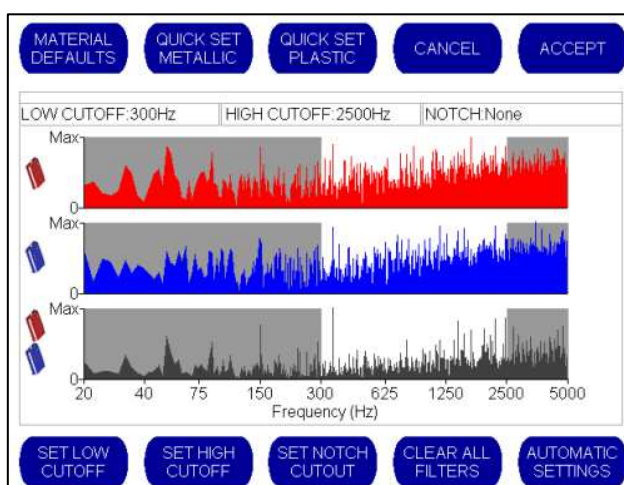 MATERIAL DEFAULTS
QUICK SET METALLIC
QUICK SET PLASTIC
CANCEL
ACCEPT
LOW CUTOFF:300Hz
HIGH CUTOFF:2500Hz
NOTCH:None
Max
0
Max
0
Max
0
20 40 75 150 300 625 1250 2500 5000
Frequency (Hz)
SET LOW CUTOFF
SET HIGH CUTOFF
SET NOTCH CUTOUT
CLEAR ALL FILTERS
AUTOMATIC SETTINGS